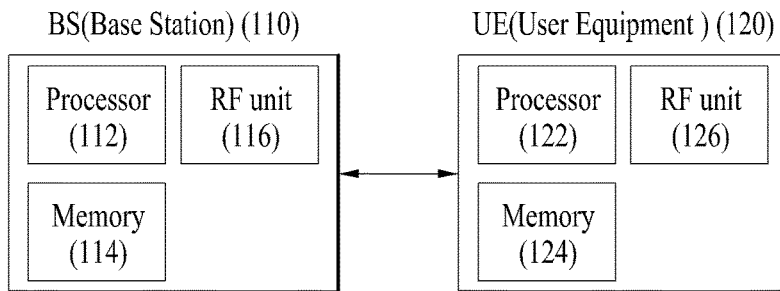 BS(Base Station) (110)
UE(User Equipment ) (120)
Processor
(112)
RF unit
(116)
Memory
(114)
Processor
(122)
RF unit
(126)
Memory
(124)